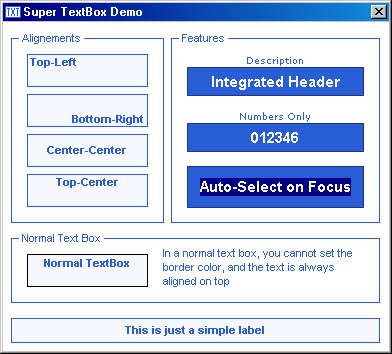 TXT Super TextBox Demo
Alignements
Top-Left
Bottom-Right
Center-Center
Top-Center
Features
Description
Integrated Header
Numbers Only
012346
Auto-Select on Focus
Normal Text Box
Normal TextBox
In a normal text box, you cannot set the
border color, and the text is always
aligned on top
This is just a simple label